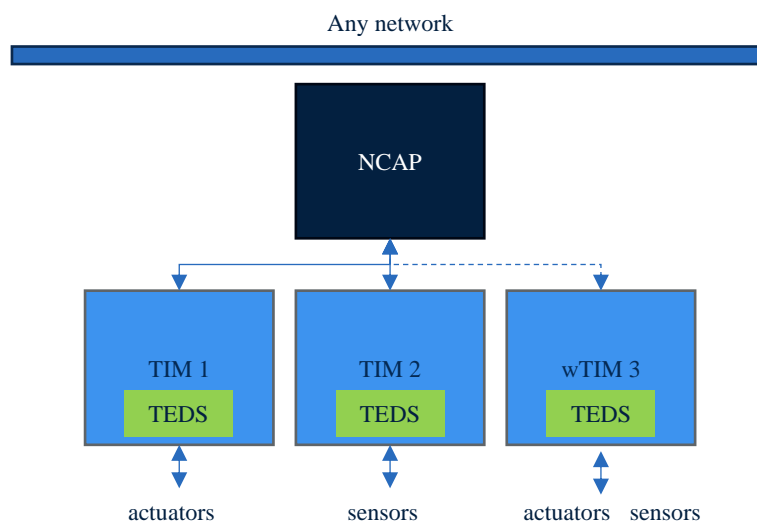 Any network
NCAP
TIM 1
TIM 2
wTIM 3
TEDS
TEDS
TEDS
actuators
sensors
actuators sensors